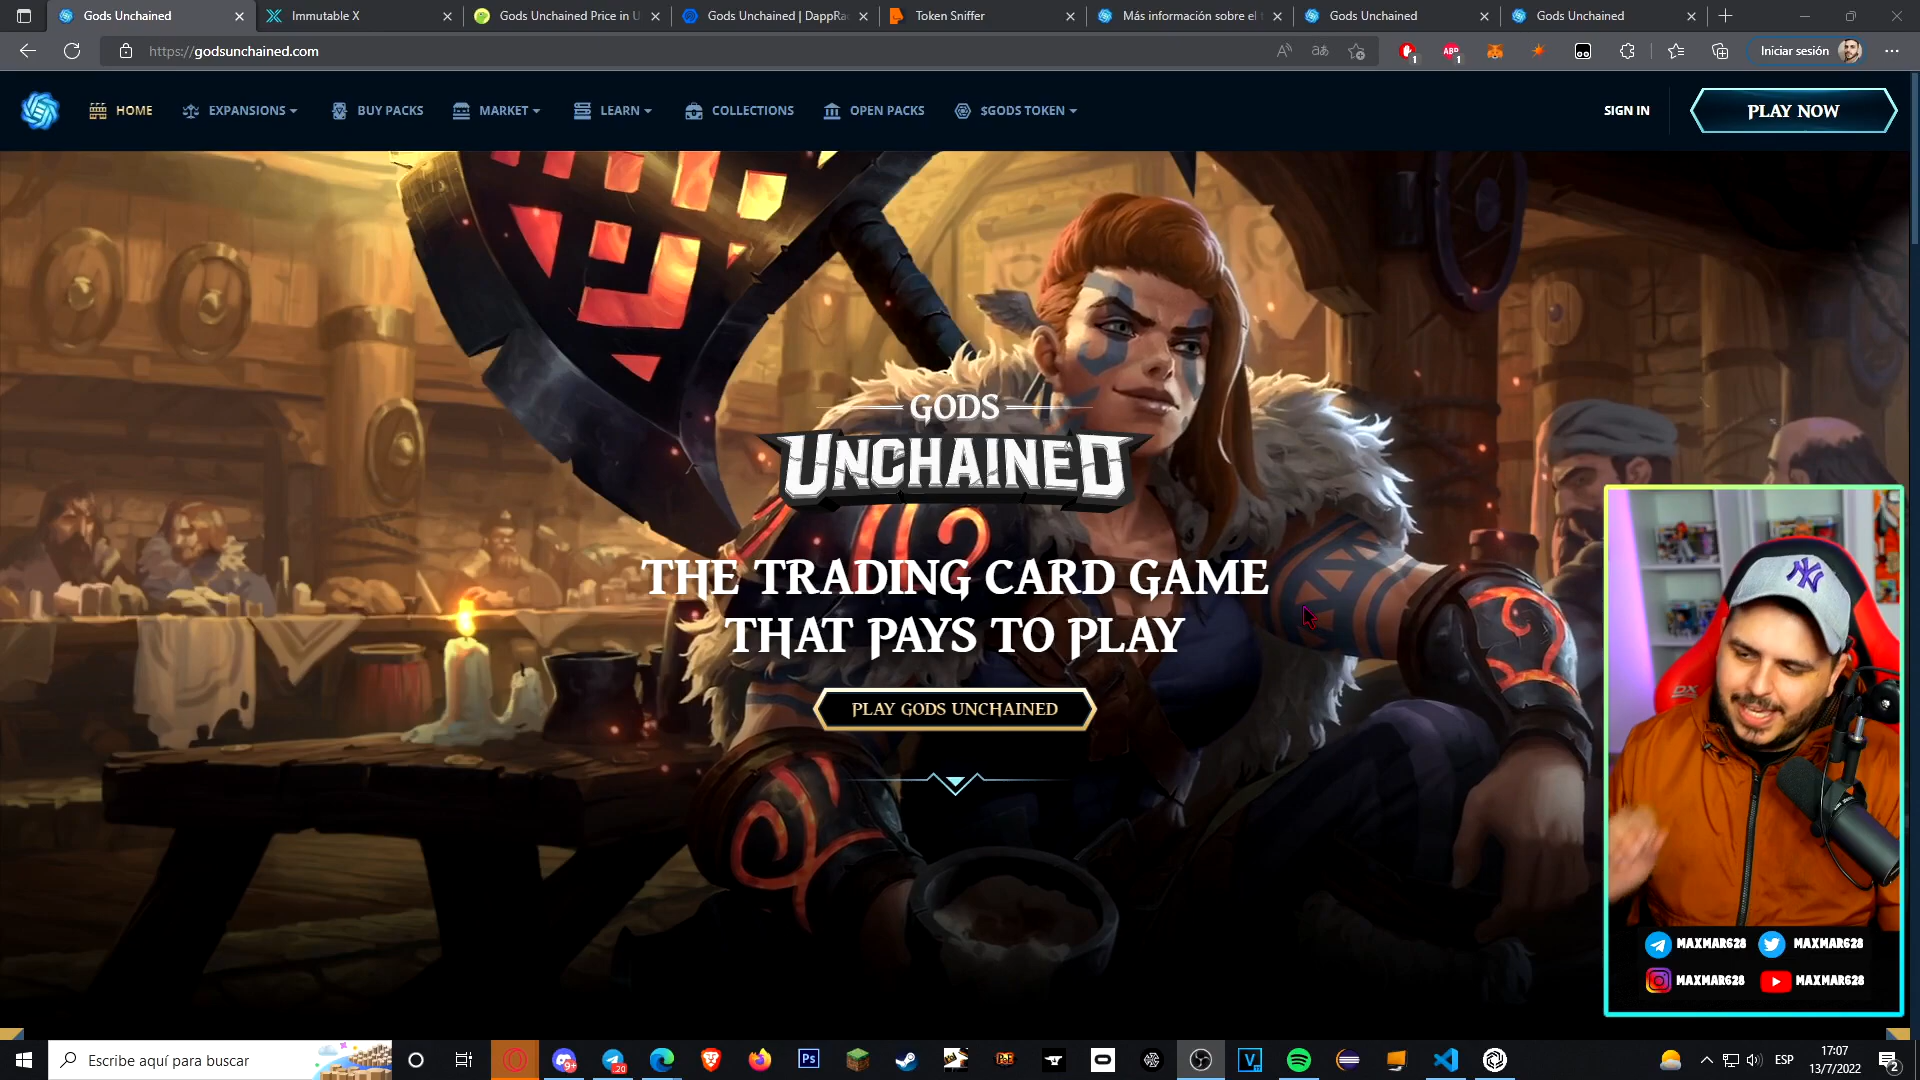 Gods Unchained
Immutable X
Gods Unchained Price in U
Gods Unchained | DappRa
Token Sniffer
Más información sobre el t
Gods Unchained
Gods Unchained
https://godsunchained.com
Iniciar sesión
HOME
EXPANSIONS
BUY PACKS
MARKET
LEARN
COLLECTIONS
OPEN PACKS
$GODS TOKEN
SIGN IN
PLAY NOW
GODS
UNCHAINED
THE TRADING CARD GAME
THAT PAYS TO PLAY
PLAY GODS UNCHAINED
MAXMAR628
MAXMAR628
MAXMAR628
MAXMAR628
Escribe aquí para buscar
ESP
17:07
13/7/2022